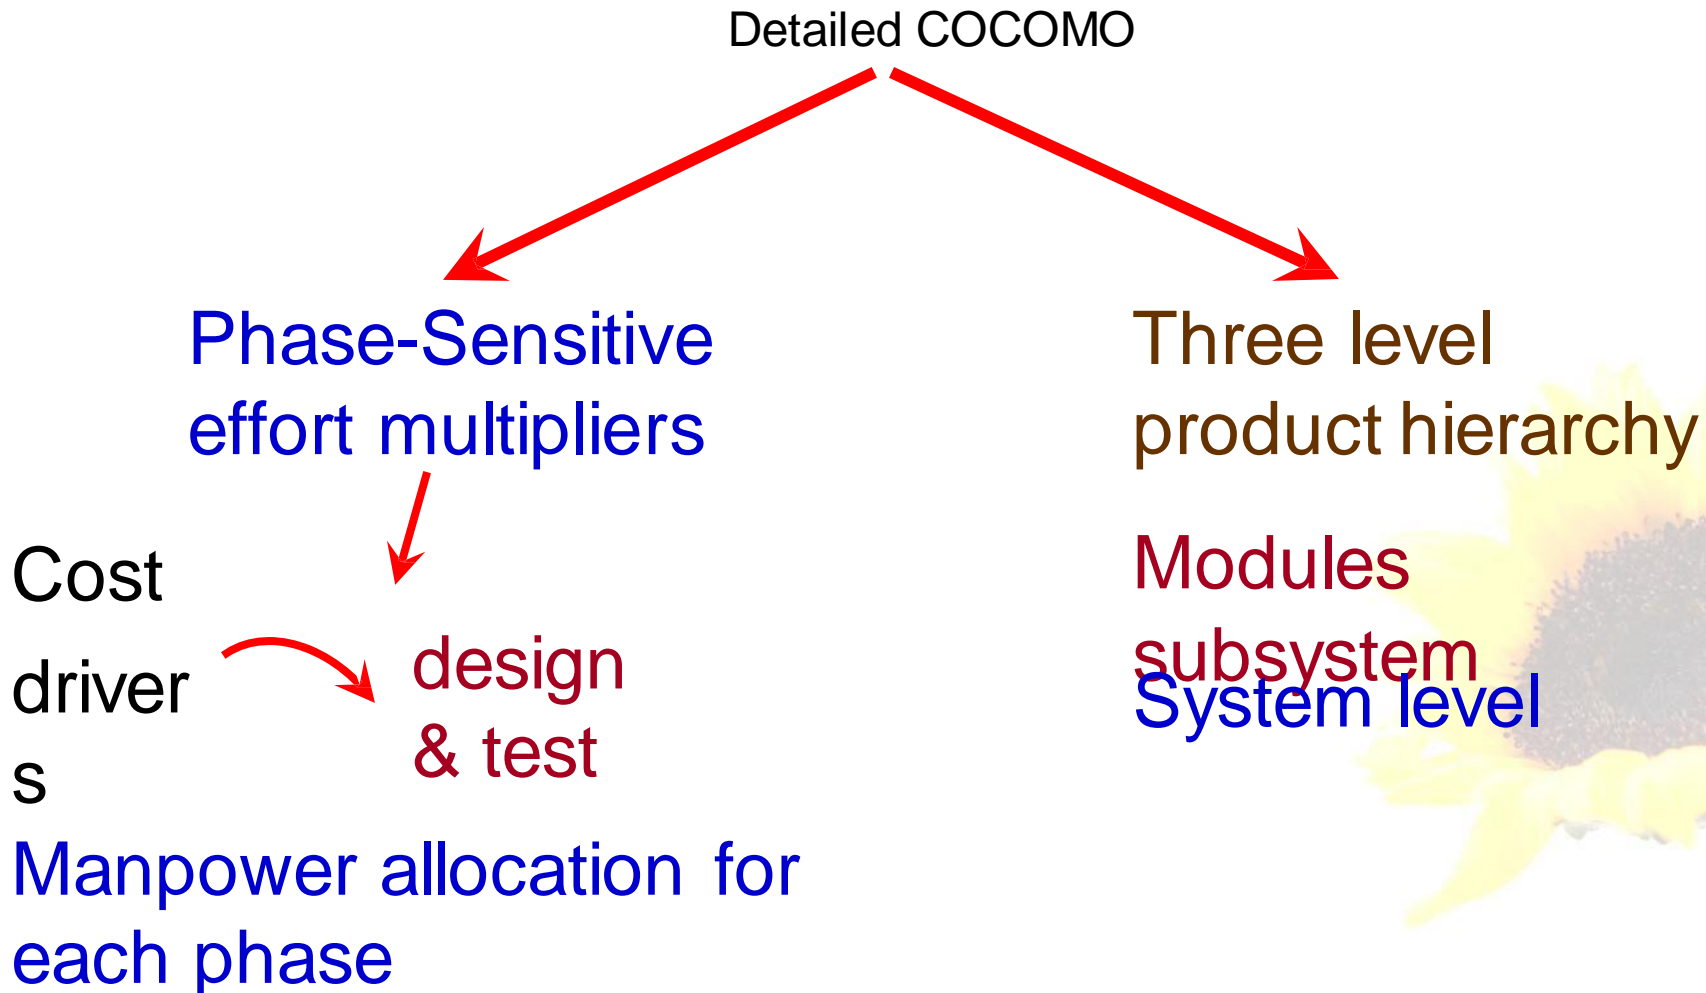 Detailed COCOMO
Phase-Sensitive
effort multipliers
Cost
driver
s
design
& test
Manpower allocation for
each phase
Three level
product hierarchy
Modules
subsystem
System level